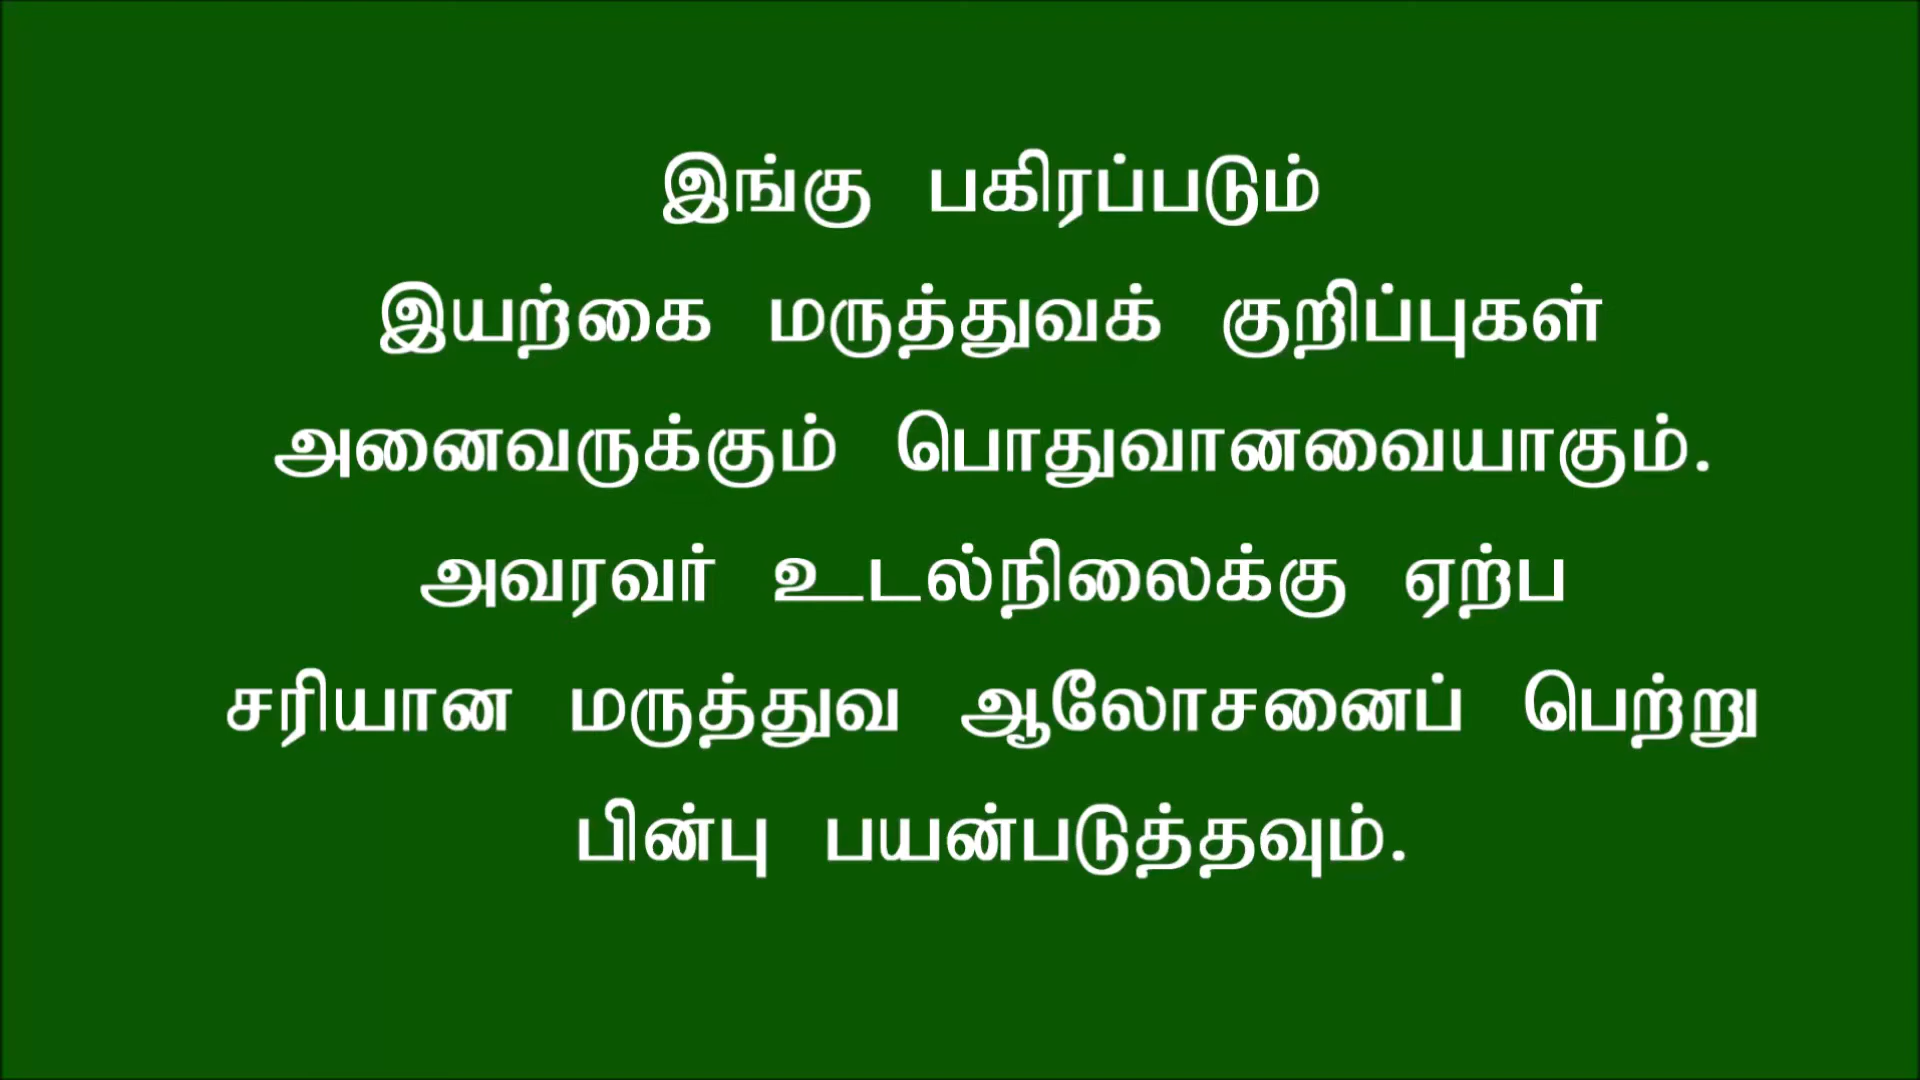 இங்கு பகிரப்படும்
இயற்கை மருத்துவக் குறிப்புகள்
அனைவருக்கும் பொதுவானவையாகும்.
அவரவர் உடல்நிலைக்கு ஏற்ப
சரியான மருத்துவ ஆலோசனைப் பெற்று
பின்பு பயன்படுத்தவும்.